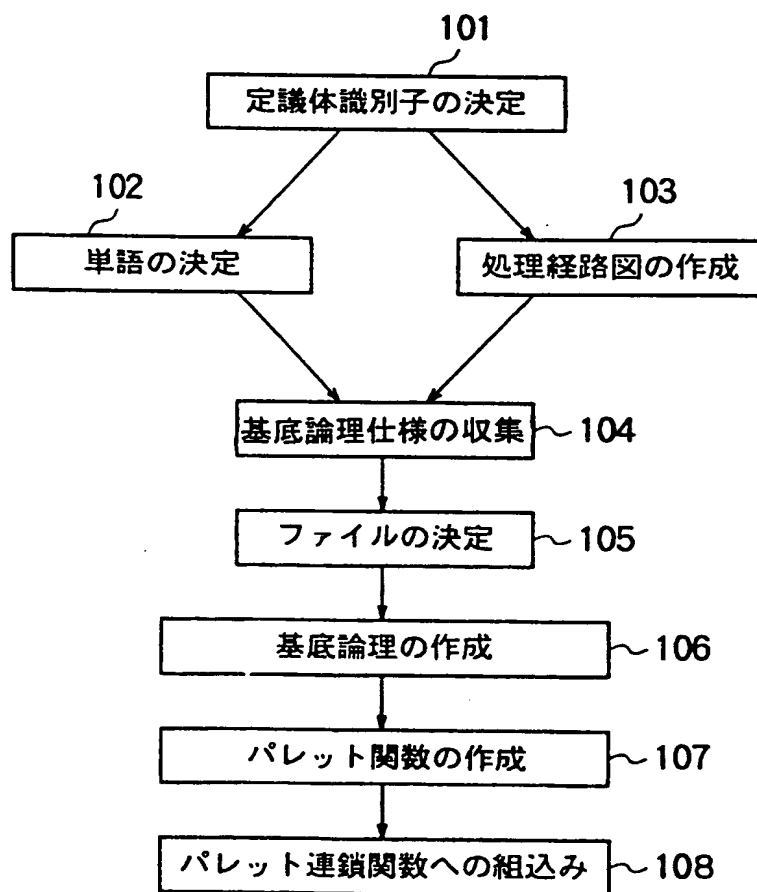 101
定議体識別子の決定
102
103
単語の決定
処理経路図の作成
基底論理仕様の収集
104
ファイルの決定
105
基底論理の作成
106
パレット関数の作成
107
パレット連鎖関数への組込み
108